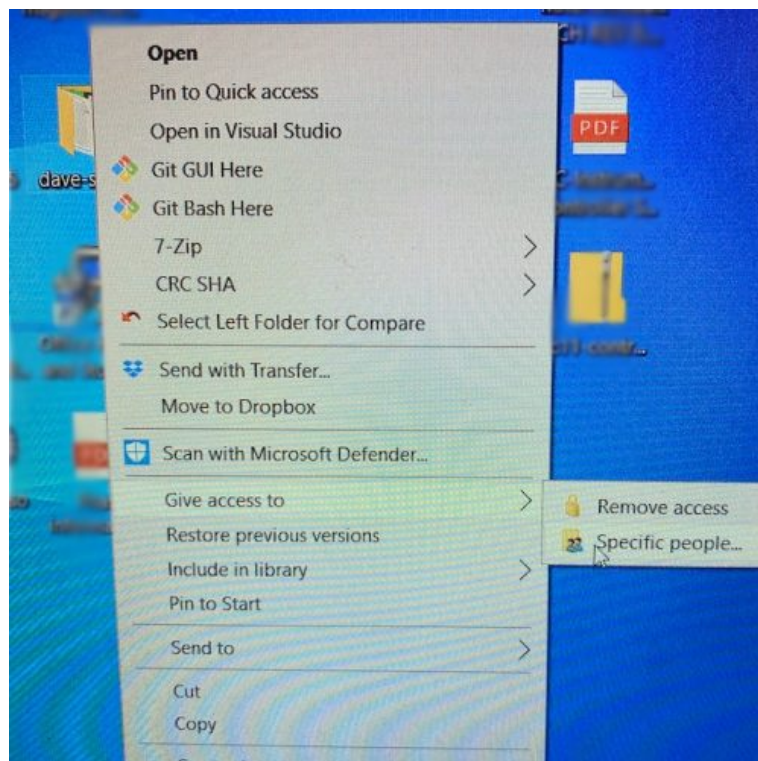 Open
Pin to Quick access
Open in Visual Studio
Git GUI Here
Git Bash Here
7-Zip
CRC SHA
Select Left Folder for Compare
Send with Transfer...
Move to Dropbox
Scan with Microsoft Defender...
Give access to
Remove access
Specific people...
Restore previous versions
Include in library
Pin to Start
Send to
Cut
Copy
dave-s
PDF